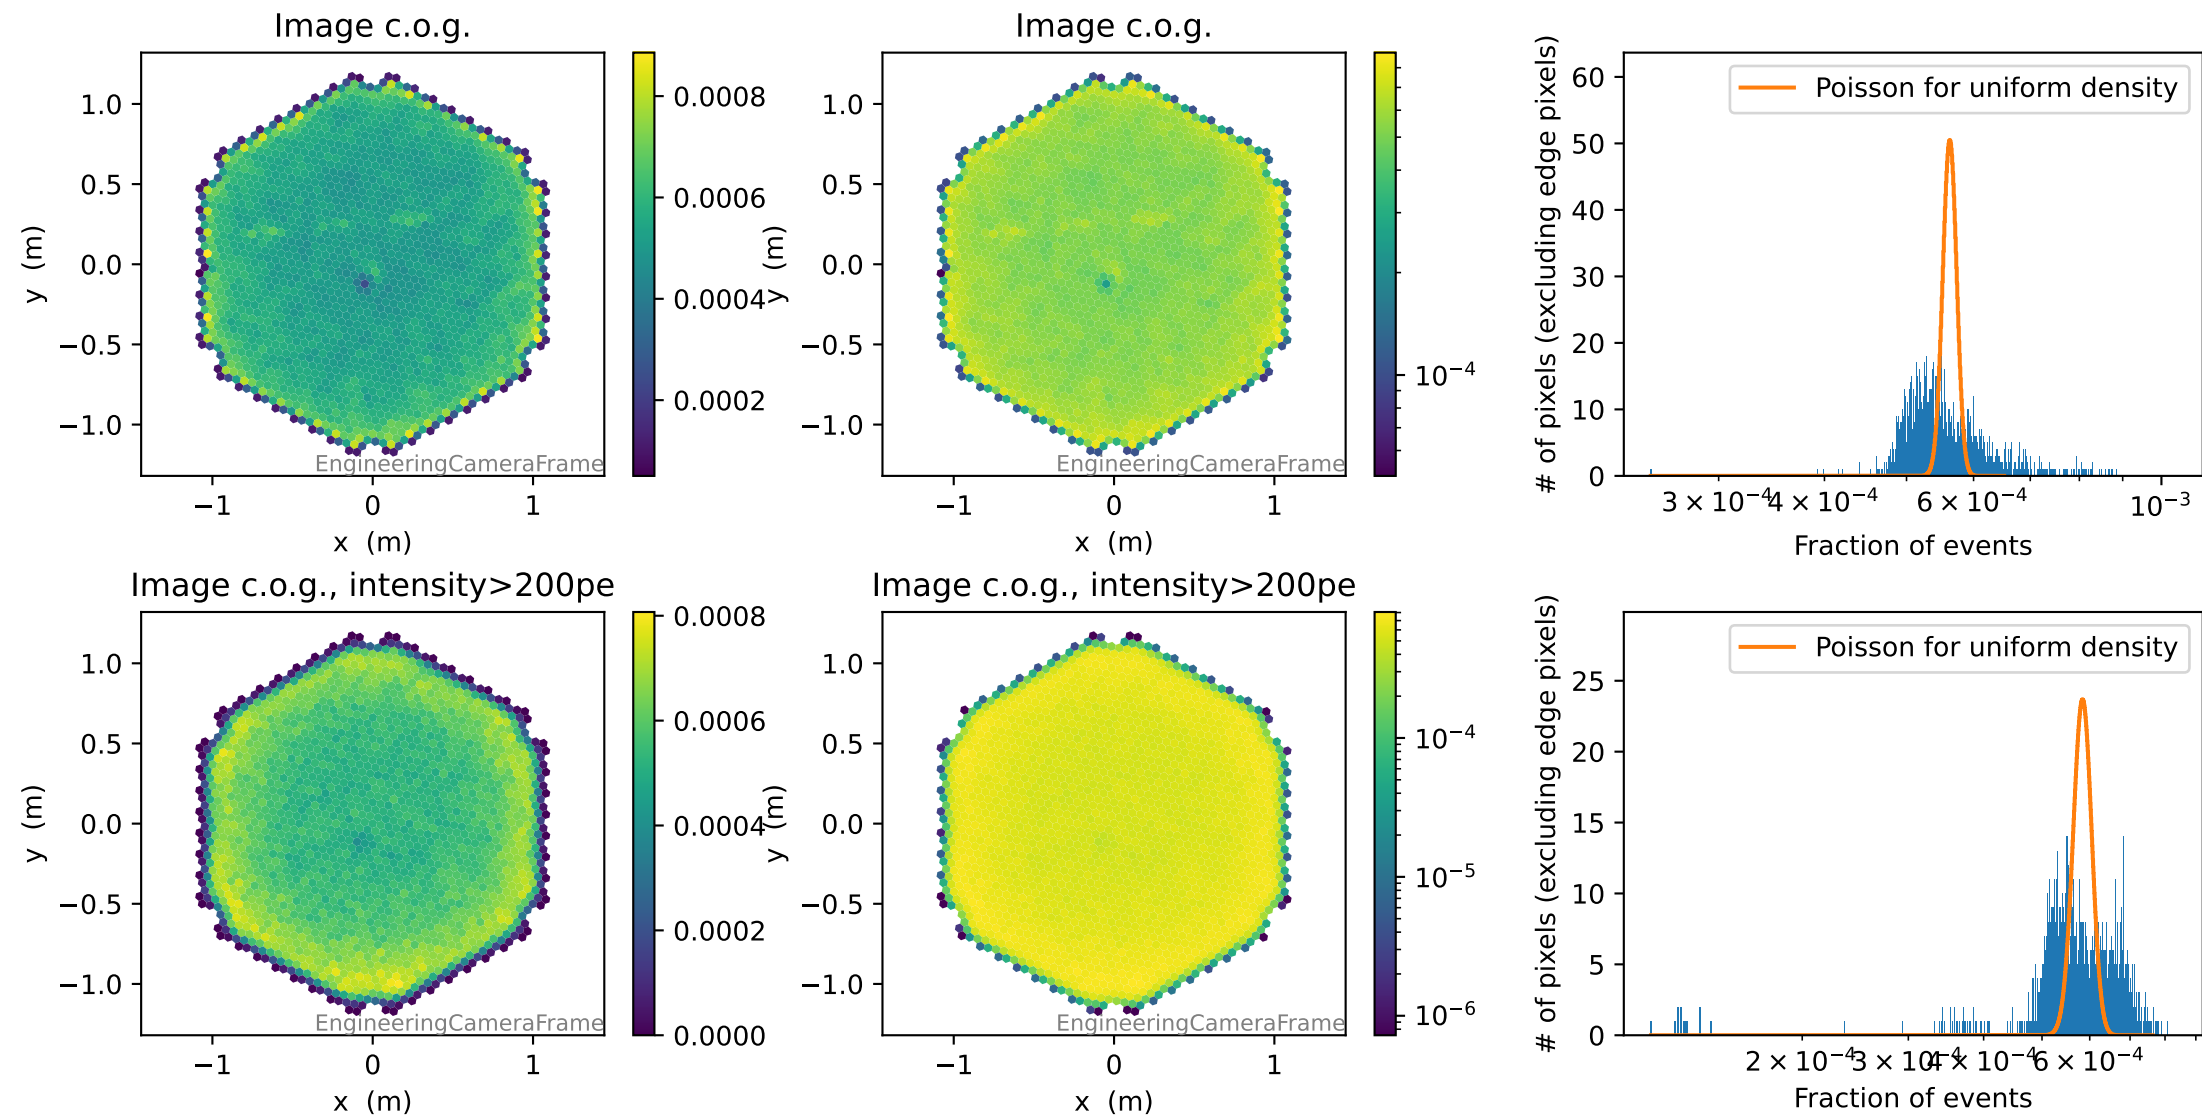 Image c.o.g.
1.0
0.5
0.0
−0.5
−1.0
y (m)
EngineeringCameraFrame
−1 0 1
x (m)
0.0008
0.0006
0.0004
0.0002
Image c.o.g.
1.0
0.5
0.0
−0.5
−1.0
y (m)
EngineeringCameraFrame
−1 0 1
x (m)
10⁻⁴
# of pixels (excluding edge pixels)
60
50
40
30
20
10
0
Poisson for uniform density
3 × 10⁻⁴ 4 × 10⁻⁴ 6 × 10⁻⁴ 10⁻³
Fraction of events
Image c.o.g., intensity>200pe
1.0
0.5
0.0
−0.5
−1.0
y (m)
EngineeringCameraFrame
−1 0 1
x (m)
0.0008
0.0006
0.0004
0.0002
0.0000
Image c.o.g., intensity>200pe
1.0
0.5
0.0
−0.5
−1.0
y (m)
EngineeringCameraFrame
−1 0 1
x (m)
10⁻⁴
10⁻⁵
10⁻⁶
# of pixels (excluding edge pixels)
25
20
15
10
5
0
Poisson for uniform density
2 × 10⁻⁴ 3 × 10⁻⁴ 4 × 10⁻⁴ 6 × 10⁻⁴
Fraction of events